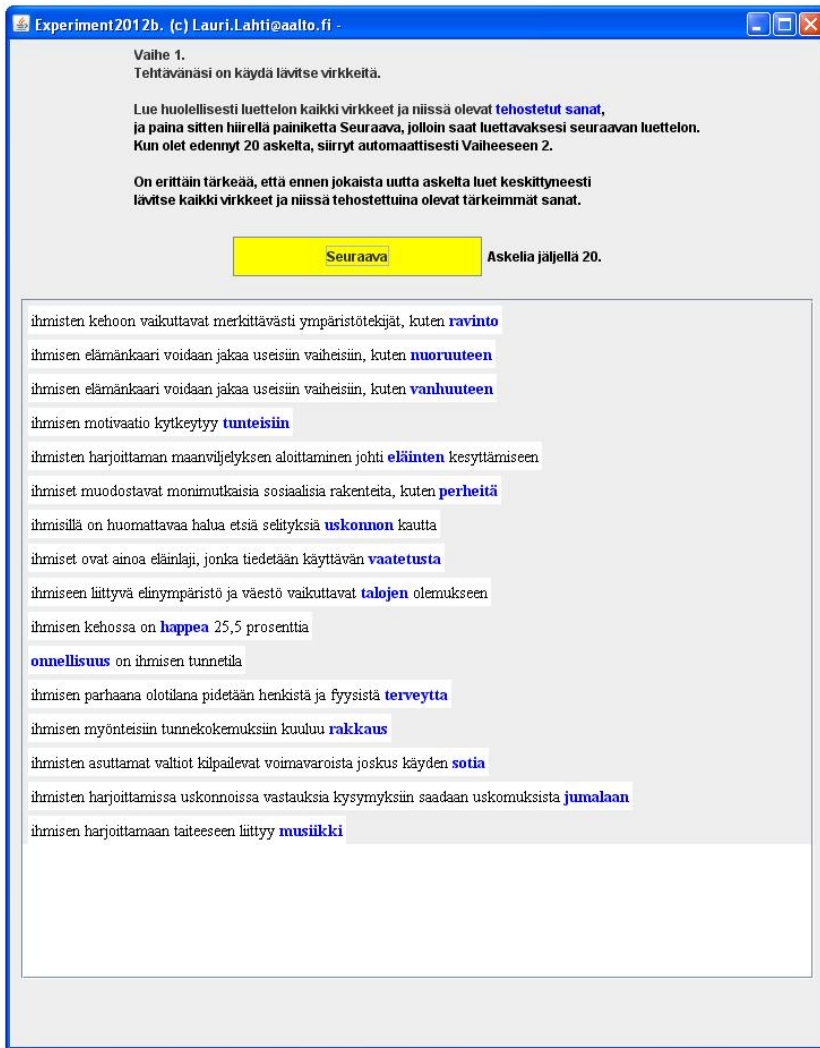 Experiment2012b. (c) Lauri.Lahti@aalto.fi -
Vaihe 1.
Tehtävänäsi on käydä lävitse virkkeitä.
Lue huolellisesti luettelon kaikki virkkeet ja niissä olevat tehostetut sanat,
ja paina sitten hiirellä painiketta Seuraava, jolloin saat luettavaksesi seuraavan luettelon.
Kun olet edennyt 20 askelta, siirryt automaattisesti Vaiheeseen 2.
On erittäin tärkeää, että ennen jokaista uutta askelta luet keskittyneesti
lävitse kaikki virkkeet ja niissä tehostettuina olevat tärkeimmät sanat.
Seuraava Askelia jäljellä 20.
ihmisten kehoon vaikuttavat merkittävästi ympäristötekijät, kuten ravinto
ihmisen elämänkaari voidaan jakaa useisiin vaiheisiin, kuten nuoruuteen
ihmisen elämänkaari voidaan jakaa useisiin vaiheisiin, kuten vanhuuteen
ihmisen motivaatio kytkeytyy tunteisiin
ihmisten harjoittaman maanviljelyksen aloittaminen johti eläinten kesyttämiseen
ihmiset muodostavat monimutkaisia sosiaalisia rakenteita, kuten perheitä
ihmisillä on huomattavaa halua etsiä selityksiä uskonnon kautta
ihmiset ovat ainoa eläinlaji, jonka tiedetään käyttävän vaatetusta
ihmiseen liittyvä elinympäristö ja väestö vaikuttavat talojen olemukseen
ihmisen kehossa on happea 25,5 prosenttia
onnellisuus on ihmisen tunnetila
ihmisen parhaana olotilana pidetään henkistä ja fyysistä terveytta
ihmisen myönteisiin tunnekokemuksiin kuuluu rakkaus
ihmisten asuttamat valtiot kilpailevat voimavaroista joskus käyden sotia
ihmisten harjoittamissa uskonnoissa vastauksia kysymyksiin saadaan uskomuksista jumalaan
ihmisen harjoittamaan taiteeseen liittyy musiikki